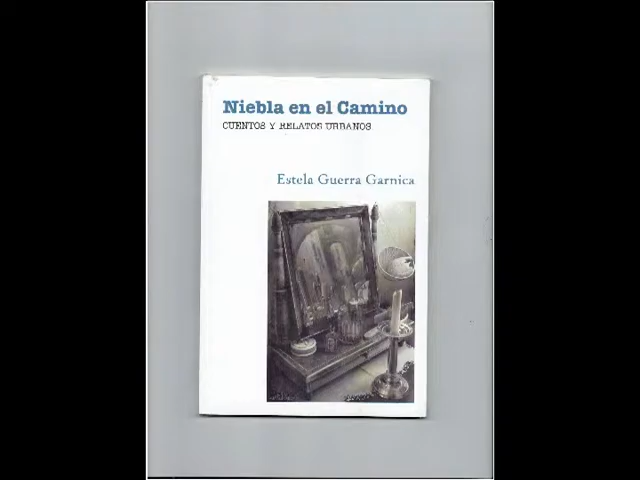 Niebla en el Camino
CUENTOS Y RELATOS URBANOS
Estela Guerra Garnica